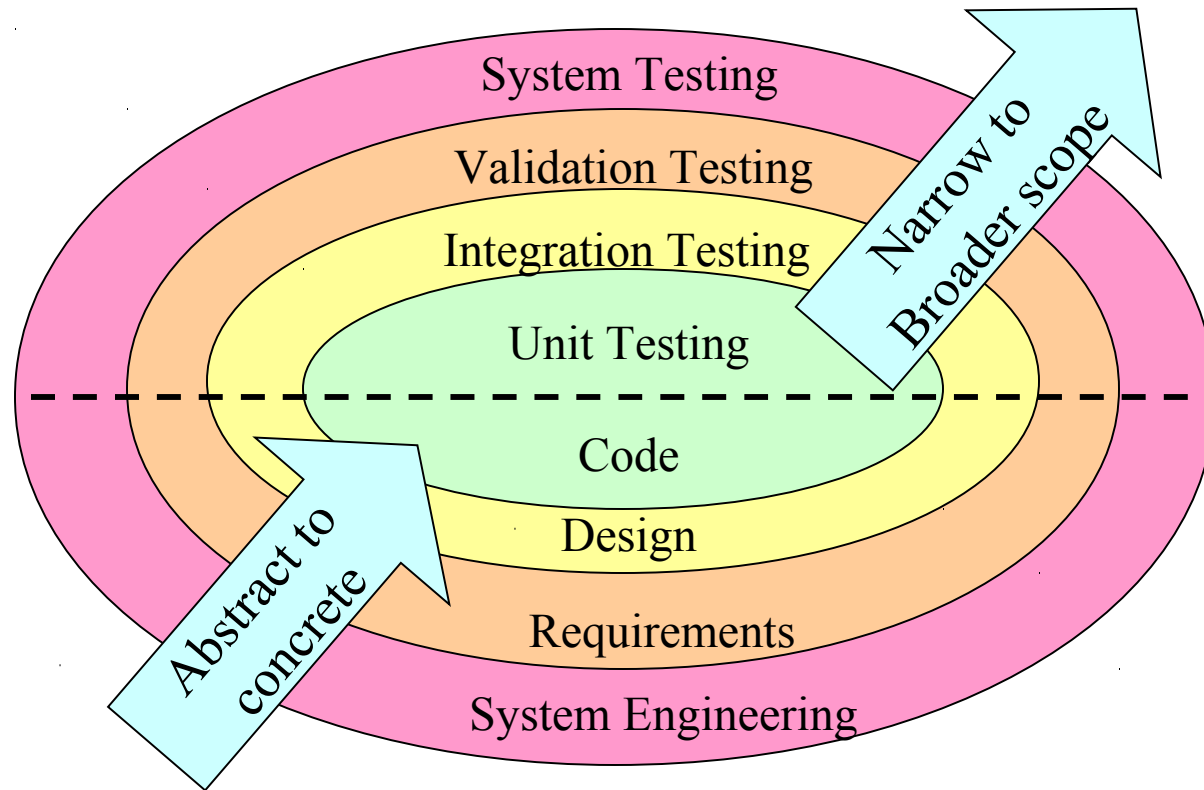 System Testing
Validation Testing
Integration Testing
Unit Testing
Narrow to
Broader scope
Code
Design
Requirements
System Engineering
Abstract to
concrete